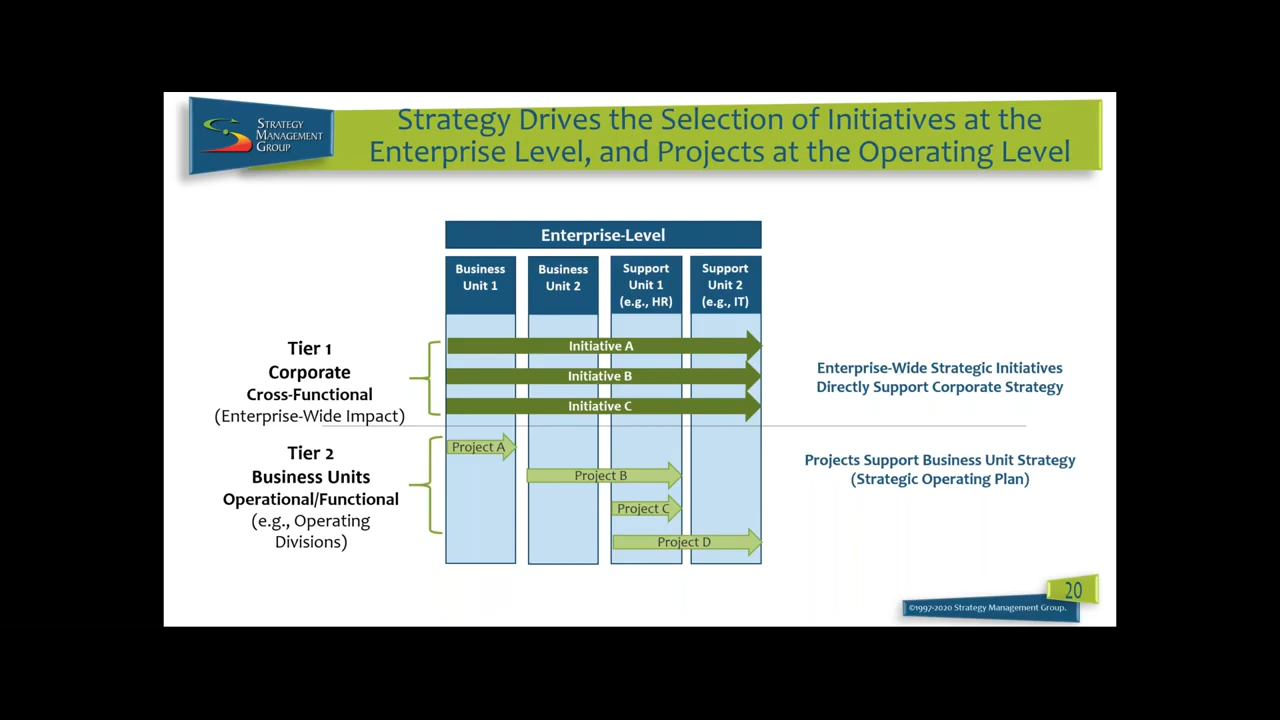 STRATEGY
MANAGEMENT
GROUP
Strategy Drives the Selection of Initiatives at the
Enterprise Level, and Projects at the Operating Level
Enterprise-Level
Business
Unit 1
Business
Unit 2
Support
Unit 1
(e.g., HR)
Support
Unit 2
(e.g., IT)
Tier 1
Corporate
Cross-Functional
(Enterprise-Wide Impact)
Initiative A
Initiative B
Initiative C
Enterprise-Wide Strategic Initiatives
Directly Support Corporate Strategy
Tier 2
Business Units
Operational/Functional
(e.g., Operating
Divisions)
Project A
Project B
Project C
Project D
Projects Support Business Unit Strategy
(Strategic Operating Plan)
20
©1997-2020 Strategy Management Group.